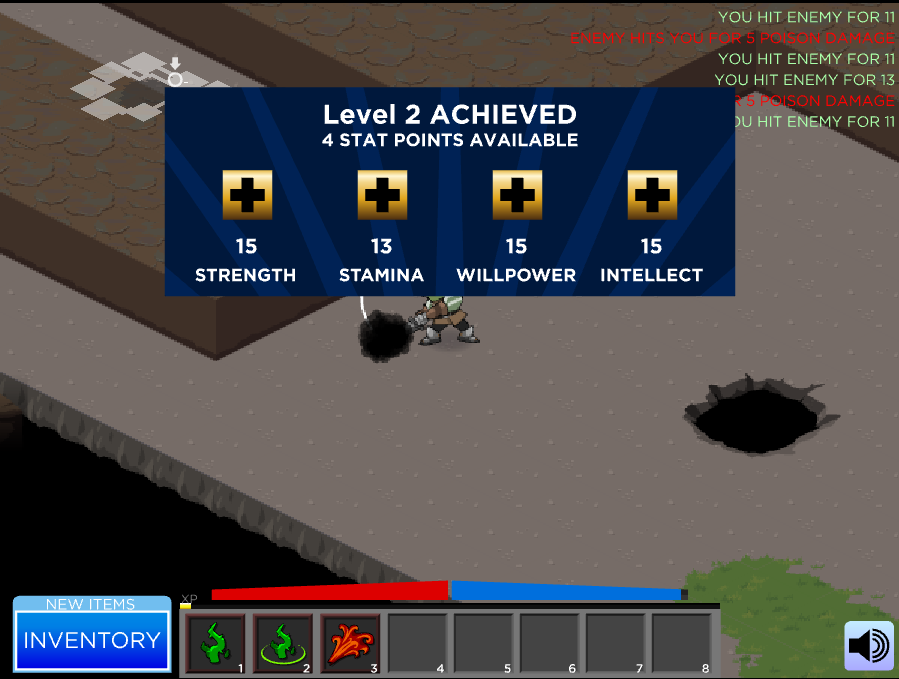 YOU HIT ENEMY FOR 11
ENEMY HITS YOU FOR 5 POISON DAMAGE
YOU HIT ENEMY FOR 11
YOU HIT ENEMY FOR 13
5 POISON DAMAGE
YOU HIT ENEMY FOR 11
Level 2 ACHIEVED
4 STAT POINTS AVAILABLE
15 13 15 15
STRENGTH STAMINA WILLPOWER INTELLECT
XP
NEW ITEMS
INVENTORY
1 2 3 4 5 6 7 8